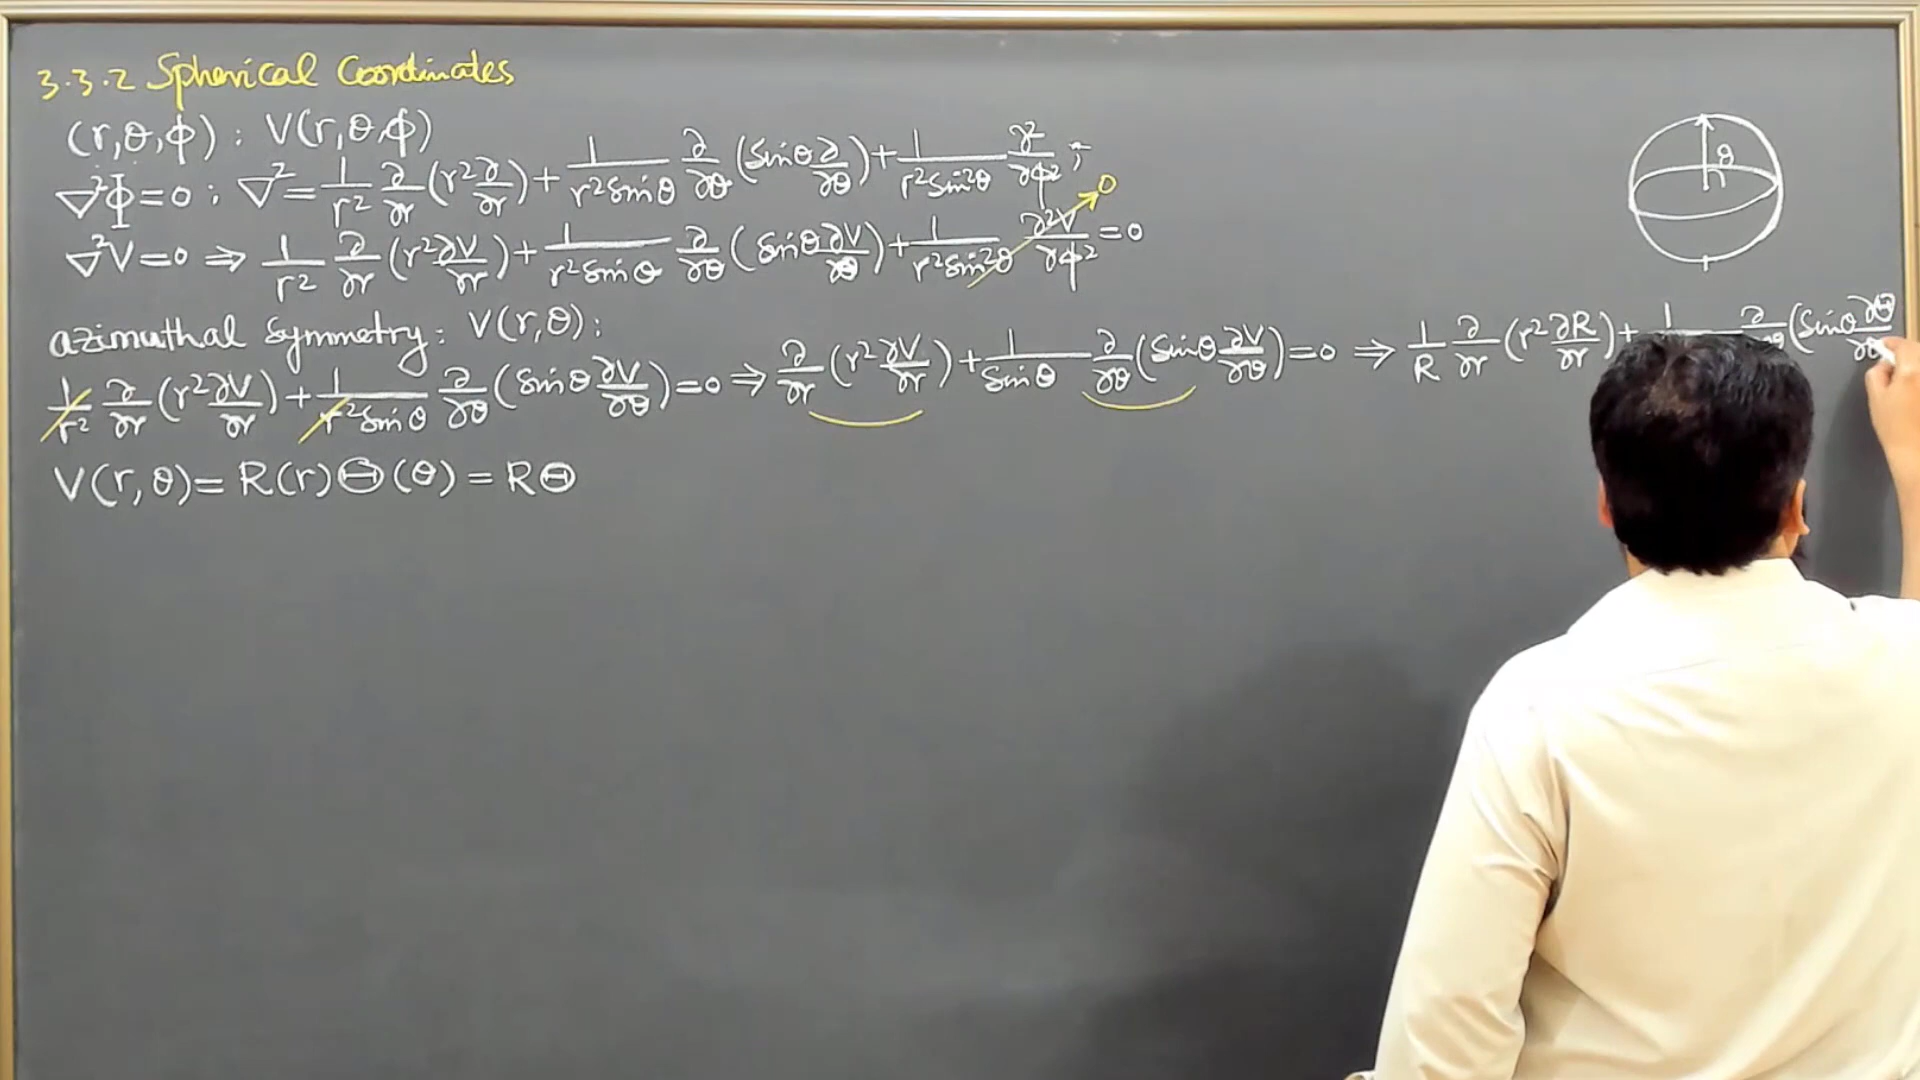 3.3.2 Spherical Coordinates
(r,θ,ϕ) : V(r,θ,ϕ)
∇²Φ=0 : ∇²= 1/r² ∂/∂r (r² ∂/∂r) + 1/(r² sinθ) ∂/∂θ (sinθ ∂/∂θ) + 1/(r² sin²θ) ∂²/∂ϕ² ;
∇²V=0 ⇒ 1/r² ∂/∂r (r² ∂V/∂r) + 1/(r² sinθ) ∂/∂θ (sinθ ∂V/∂θ) + 1/(r² sin²θ) ∂²V/∂ϕ² = 0
0
azimuthal symmetry: V(r,θ):
1/r² ∂/∂r (r² ∂V/∂r) + 1/(r² sinθ) ∂/∂θ (sinθ ∂V/∂θ) = 0 ⇒ ∂/∂r (r² ∂V/∂r) + 1/sinθ ∂/∂θ (sinθ ∂V/∂θ) = 0 ⇒ 1/R ∂/∂r (r² ∂R/∂r) + (sinθ ∂Θ/∂θ
V(r,θ) = R(r)Θ(θ) = RΘ
θ